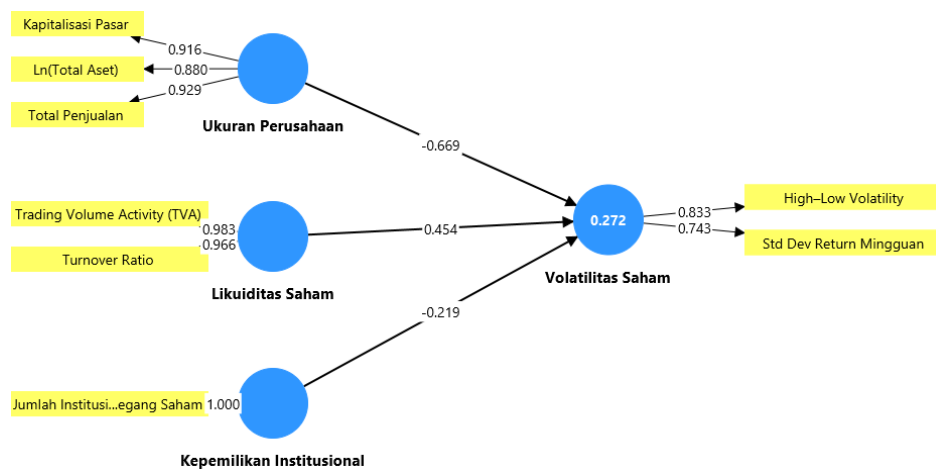 Kapitalisasi Pasar
0.916
Ln(Total Aset)
0.880
Total Penjualan
0.929
Ukuran Perusahaan
-0.669
Trading Volume Activity (TVA)
0.983
0.966
Turnover Ratio
Likuiditas Saham
0.454
0.272
Volatilitas Saham
High–Low Volatility
0.833
0.743
Std Dev Return Mingguan
-0.219
Jumlah Institusi...egang Saham
1.000
Kepemilikan Institusional